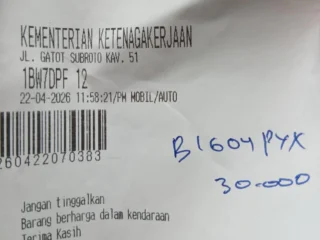 KEMENTERIAN KETENAGAKERJAAN
JL. GATOT SUBROTO KAV. 51
1BW7DPF 12
22-04-2026 11:58:21/PM MOBIL/AUTO
260422070383
B1604PYX
30.000
Jangan tinggalkan
Barang berharga dalam kendaraan
Terima Kasih